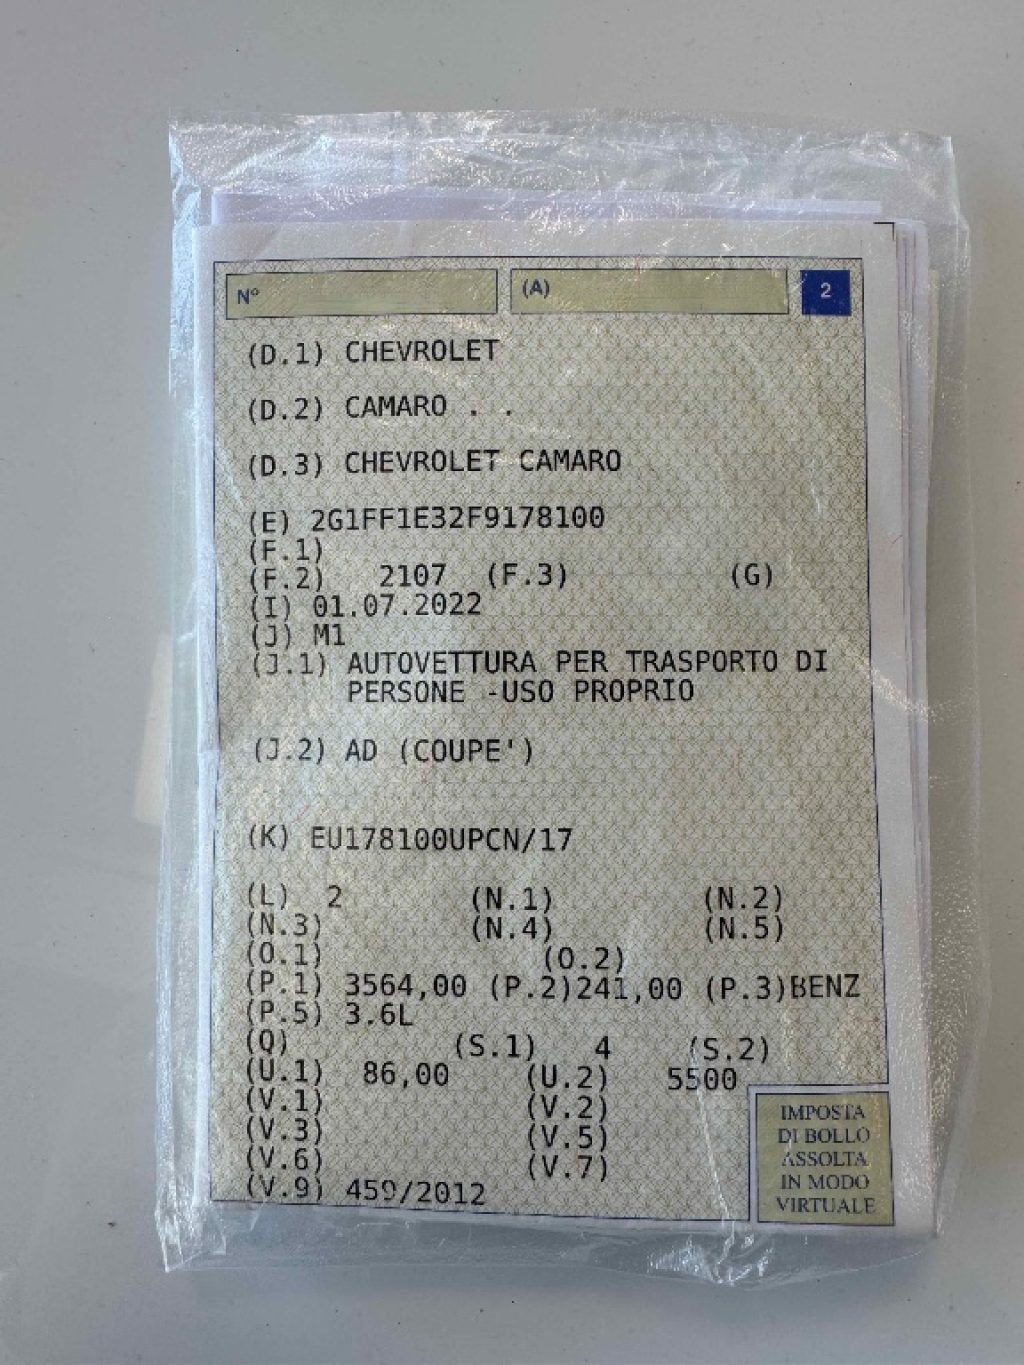 N° (A) 2
(D.1) CHEVROLET
(D.2) CAMARO . .
(D.3) CHEVROLET CAMARO
(E) 2G1FF1E32F9178100
(F.1)
(F.2) 2107 (F.3) (G)
(I) 01.07.2022
(J) M1
(J.1) AUTOVETTURA PER TRASPORTO DI
PERSONE -USO PROPRIO
(J.2) AD (COUPE')
(K) EU178100UPCN/17
(L) 2 (N.1) (N.2)
(N.3) (N.4) (N.5)
(O.1) (O.2)
(P.1) 3564,00 (P.2)241,00 (P.3)BENZ
(P.5) 3.6L
(Q) (S.1) 4 (S.2)
(U.1) 86,00 (U.2) 5500
(V.1) (V.2)
(V.3) (V.5)
(V.6) (V.7)
(V.9) 459/2012
IMPOSTA
DI BOLLO
ASSOLTA
IN MODO
VIRTUALE